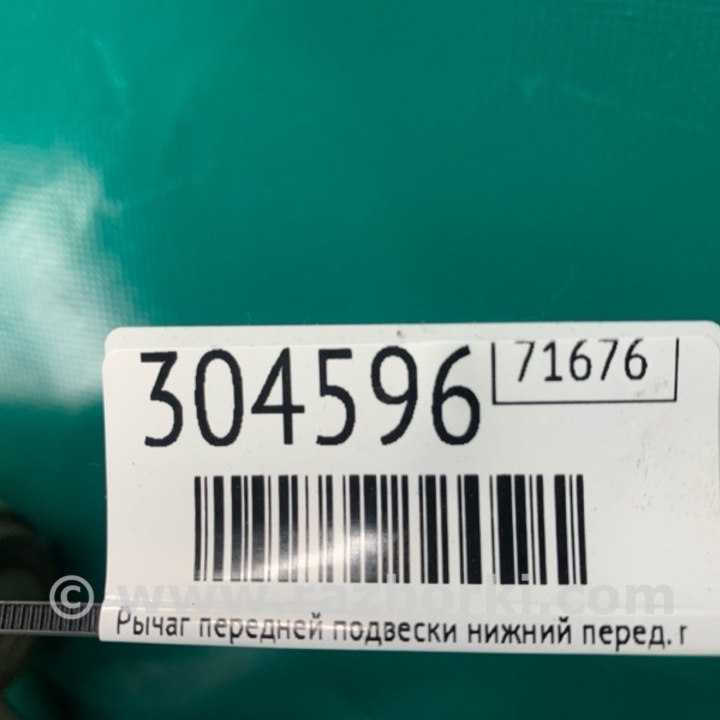 304596
71676
© www.razborki.com
Рычаг передней подвески нижний перед. г